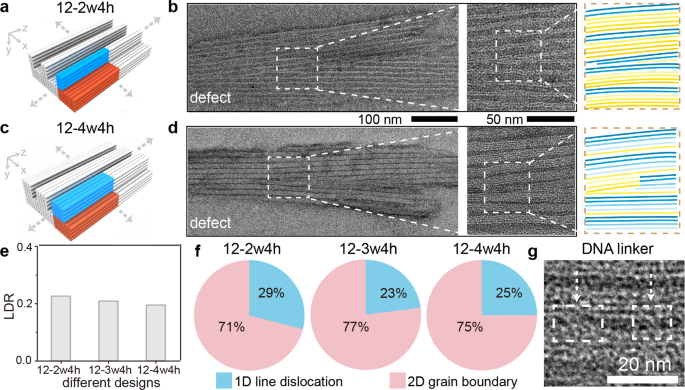 a 12-2w4h
z
y
x
b
defect
100 nm
50 nm
c 12-4w4h
z
y
x
d
defect
e
LDR
0.4
0.2
0.0
12-2w4h 12-3w4h 12-4w4h
different designs
f
12-2w4h 12-3w4h 12-4w4h
29% 23% 25%
71% 77% 75%
1D line dislocation 2D grain boundary
g DNA linker
20 nm